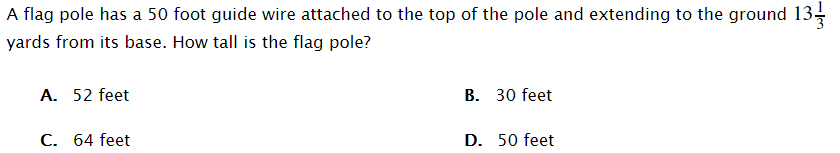 A flag pole has a 50 foot guide wire attached to the top of the pole and extending to the ground 13 1/3
yards from its base. How tall is the flag pole?
A. 52 feet B. 30 feet
C. 64 feet D. 50 feet